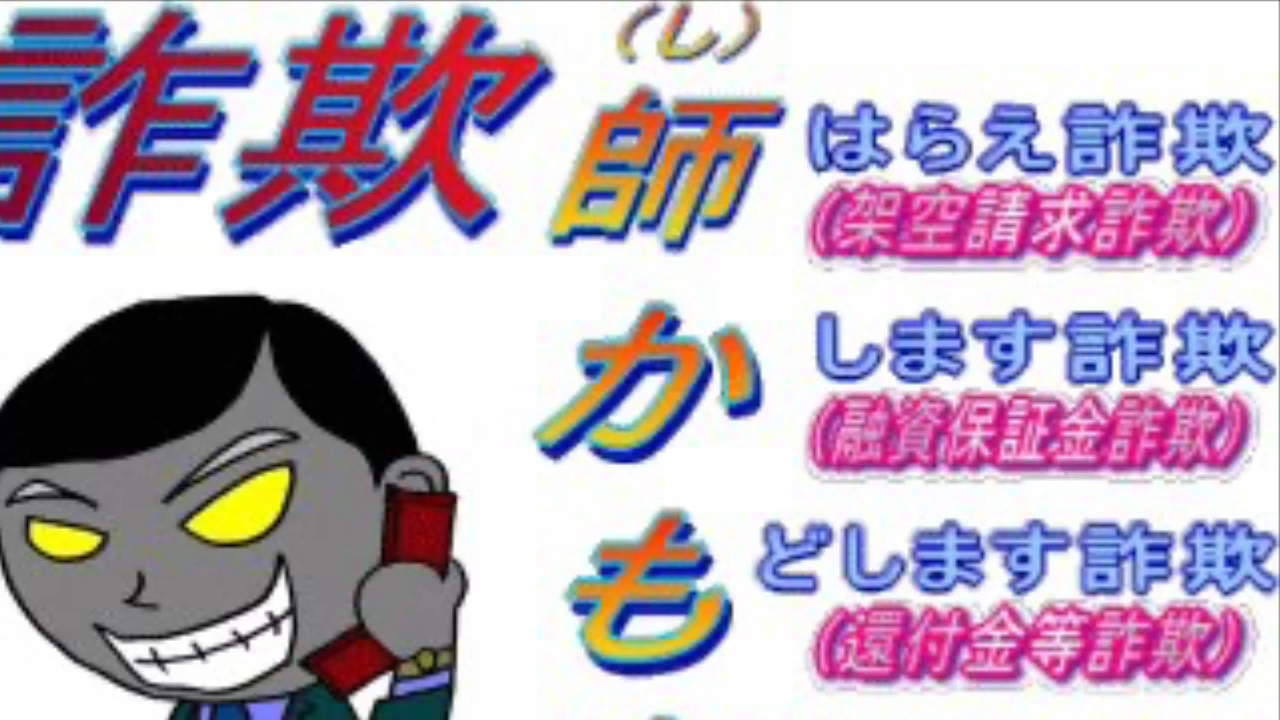 詐欺
(し)
師かも
はらえ詐欺
(架空請求詐欺)
します詐欺
(融資保証金詐欺)
どします詐欺
(還付金等詐欺)